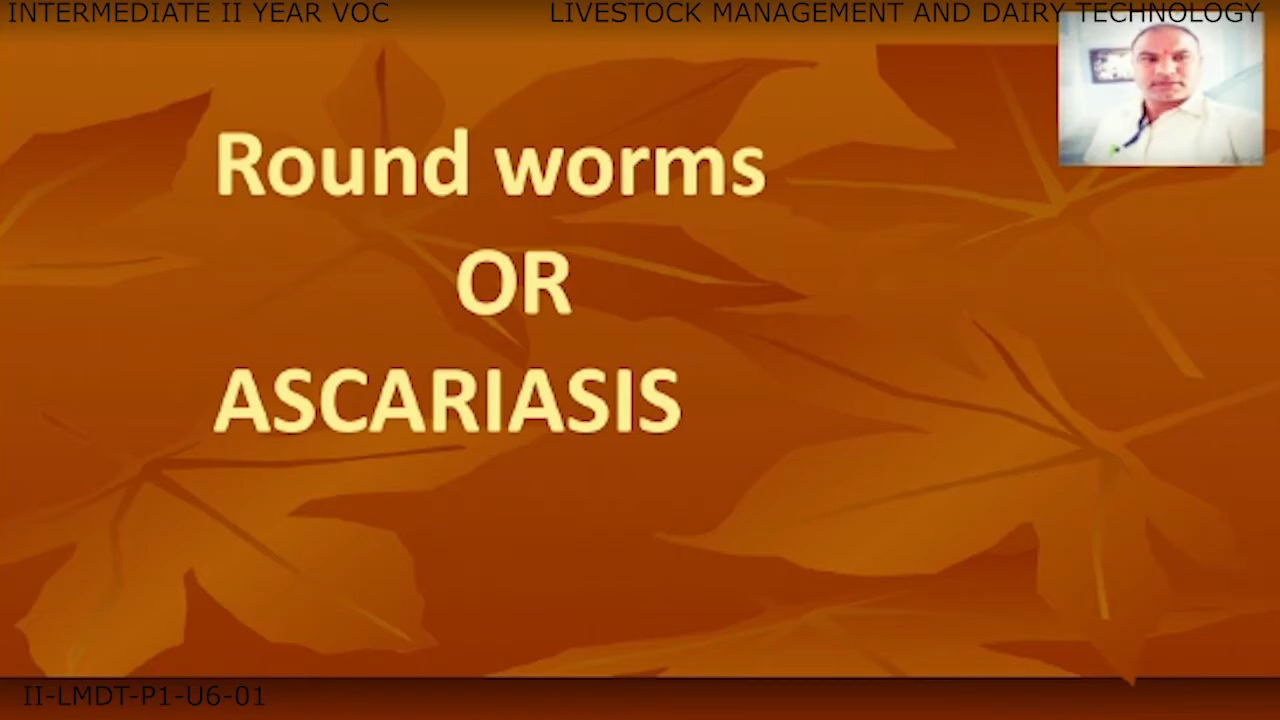 INTERMEDIATE II YEAR VOC
LIVESTOCK MANAGEMENT AND DAIRY TECHNOLOGY
Round worms
OR
ASCARIASIS
II-LMDT-P1-U6-01